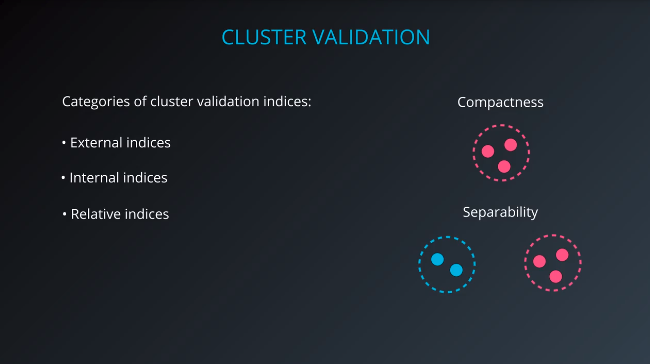 CLUSTER VALIDATION
Categories of cluster validation indices:
• External indices
• Internal indices
• Relative indices
Compactness
Separability